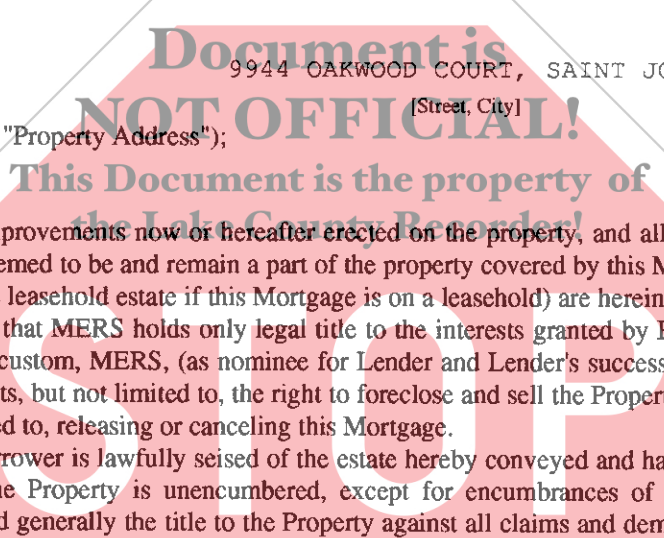 Document is
9944 OAKWOOD COURT, SAINT JO
NOT OFFICIAL!
[Street, City]
"Property Address");
This Document is the property of
the Lake County Recorder!
provements now or hereafter erected on the property, and all
emed to be and remain a part of the property covered by this M
leasehold estate if this Mortgage is on a leasehold) are herein
that MERS holds only legal title to the interests granted by
custom, MERS, (as nominee for Lender and Lender's success
ts, but not limited to, the right to foreclose and sell the Propert
ed to, releasing or canceling this Mortgage.
rrower is lawfully seised of the estate hereby conveyed and ha
he Property is unencumbered, except for encumbrances of
d generally the title to the Property against all claims and dem
STOP